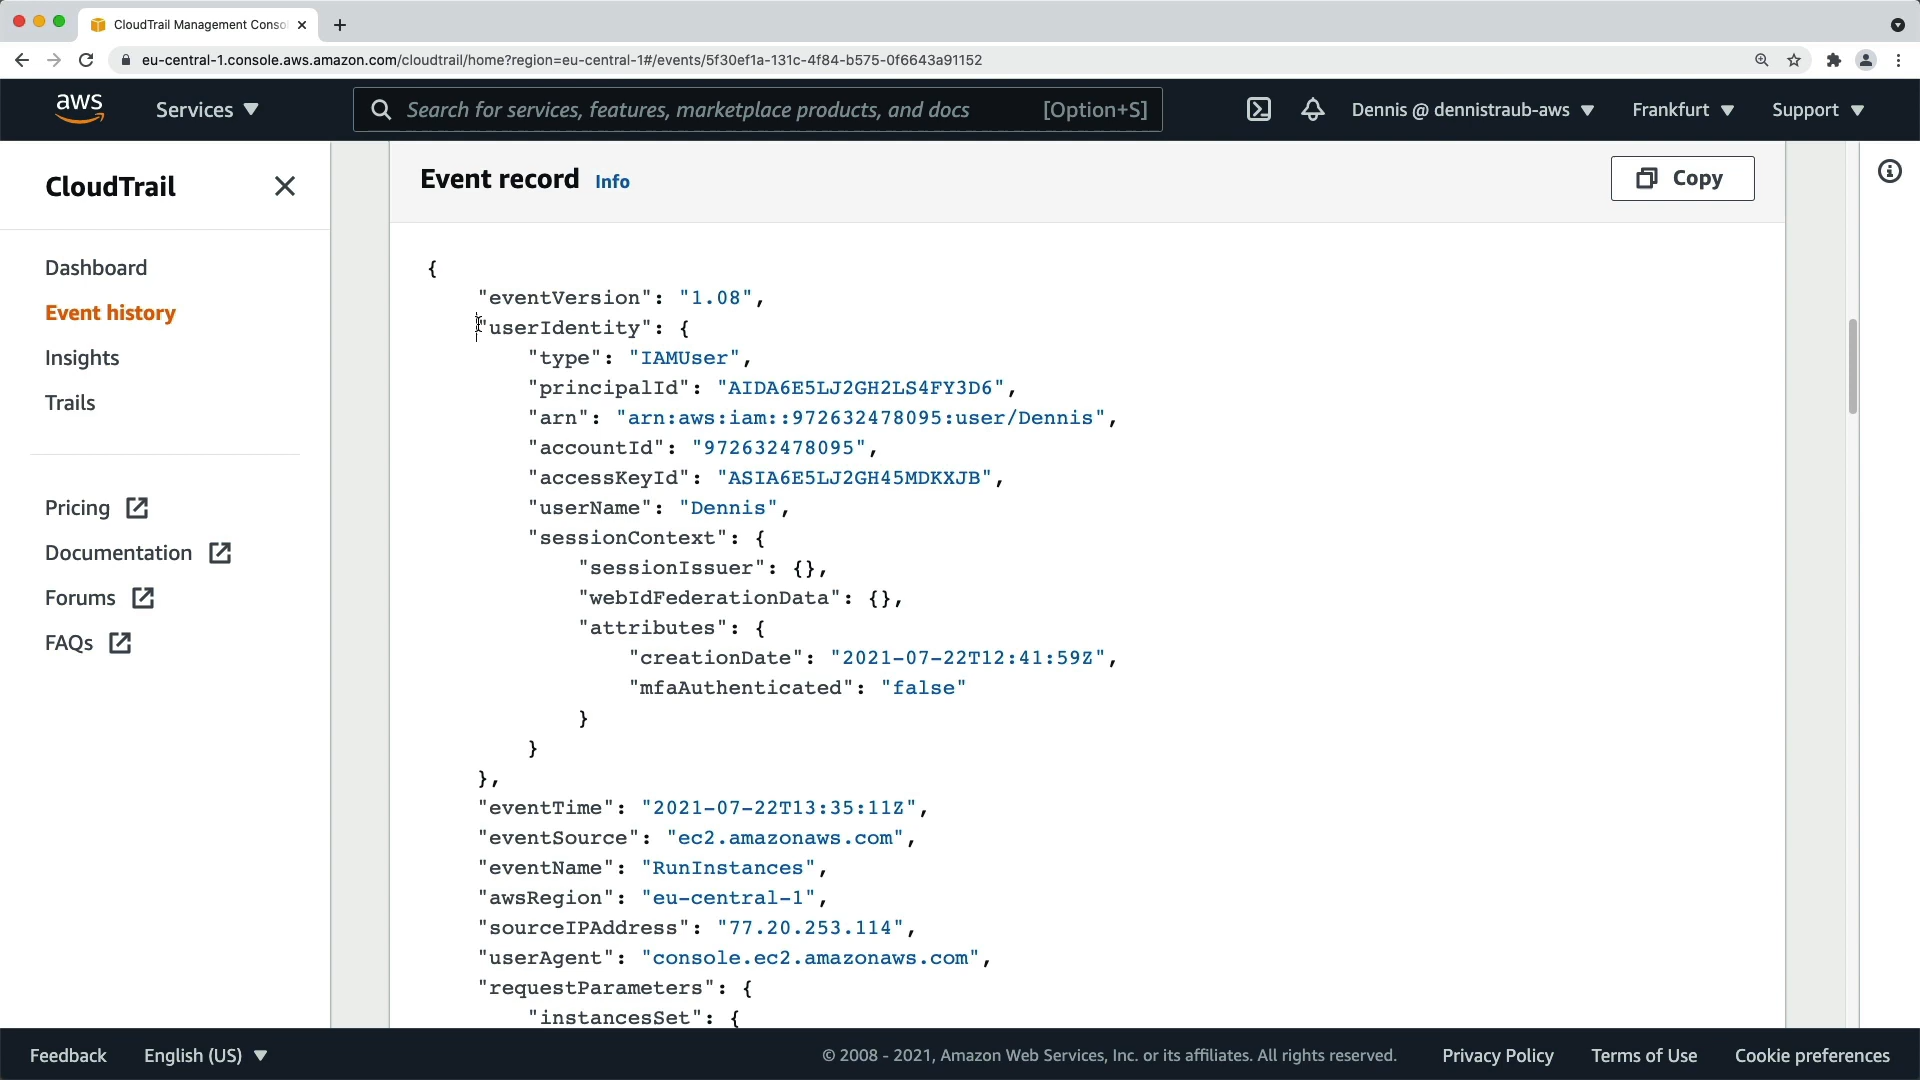 CloudTrail Management Conso
eu-central-1.console.aws.amazon.com/cloudtrail/home?region=eu-central-1#/events/5f30ef1a-131c-4f84-b575-0f6643a91152
aws Services ▼ Search for services, features, marketplace products, and docs [Option+S] Dennis @ dennistraub-aws ▼ Frankfurt ▼ Support ▼
CloudTrail
Dashboard
Event history
Insights
Trails
Pricing
Documentation
Forums
FAQs
Event record Info
Copy
{
"eventVersion": "1.08",
"userIdentity": {
"type": "IAMUser",
"principalId": "AIDA6E5LJ2GH2LS4FY3D6",
"arn": "arn:aws:iam::972632478095:user/Dennis",
"accountId": "972632478095",
"accessKeyId": "ASIA6E5LJ2GH45MDKXJB",
"userName": "Dennis",
"sessionContext": {
"sessionIssuer": {},
"webIdFederationData": {},
"attributes": {
"creationDate": "2021-07-22T12:41:59Z",
"mfaAuthenticated": "false"
}
}
},
"eventTime": "2021-07-22T13:35:11Z",
"eventSource": "ec2.amazonaws.com",
"eventName": "RunInstances",
"awsRegion": "eu-central-1",
"sourceIPAddress": "77.20.253.114",
"userAgent": "console.ec2.amazonaws.com",
"requestParameters": {
"instancesSet": {
Feedback English (US) ▼ © 2008 - 2021, Amazon Web Services, Inc. or its affiliates. All rights reserved. Privacy Policy Terms of Use Cookie preferences